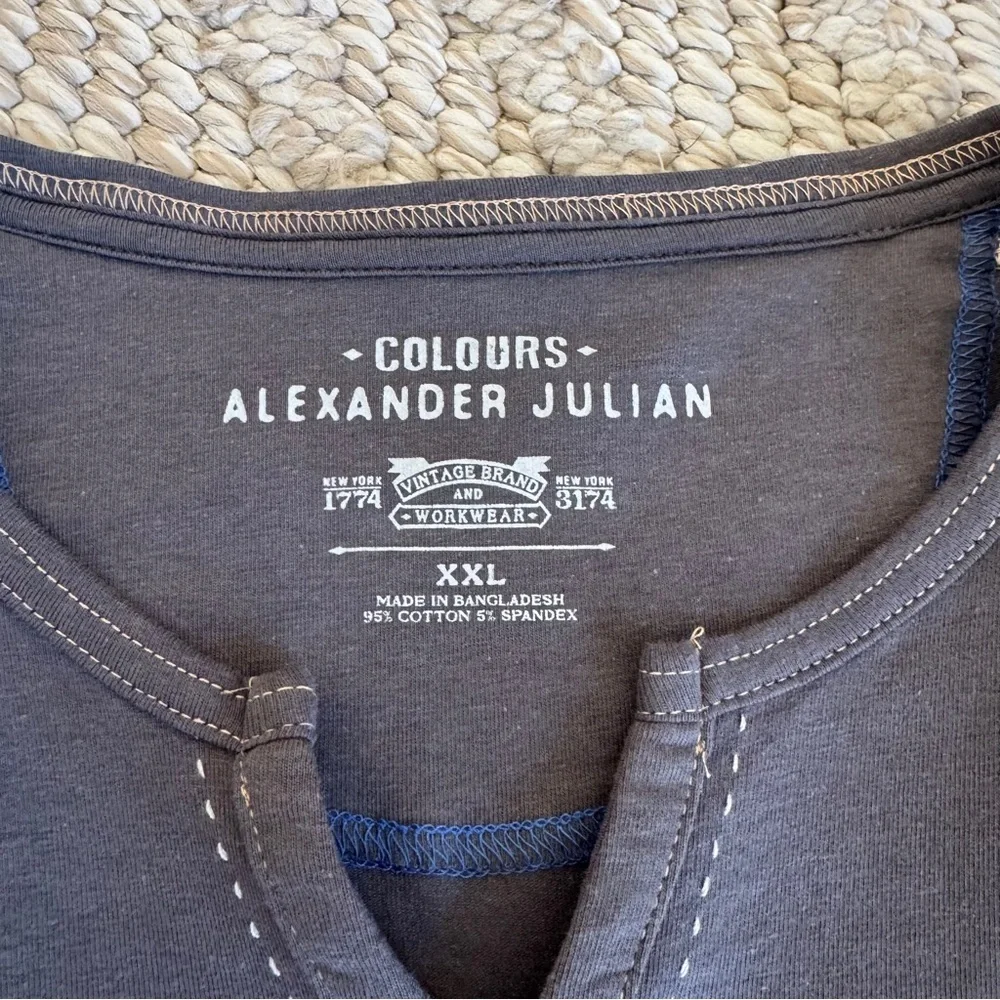 COLOURS
ALEXANDER JULIAN
NEW YORK 1774 VINTAGE BRAND AND WORKWEAR NEW YORK 3174
XXL
MADE IN BANGLADESH
95% COTTON 5% SPANDEX